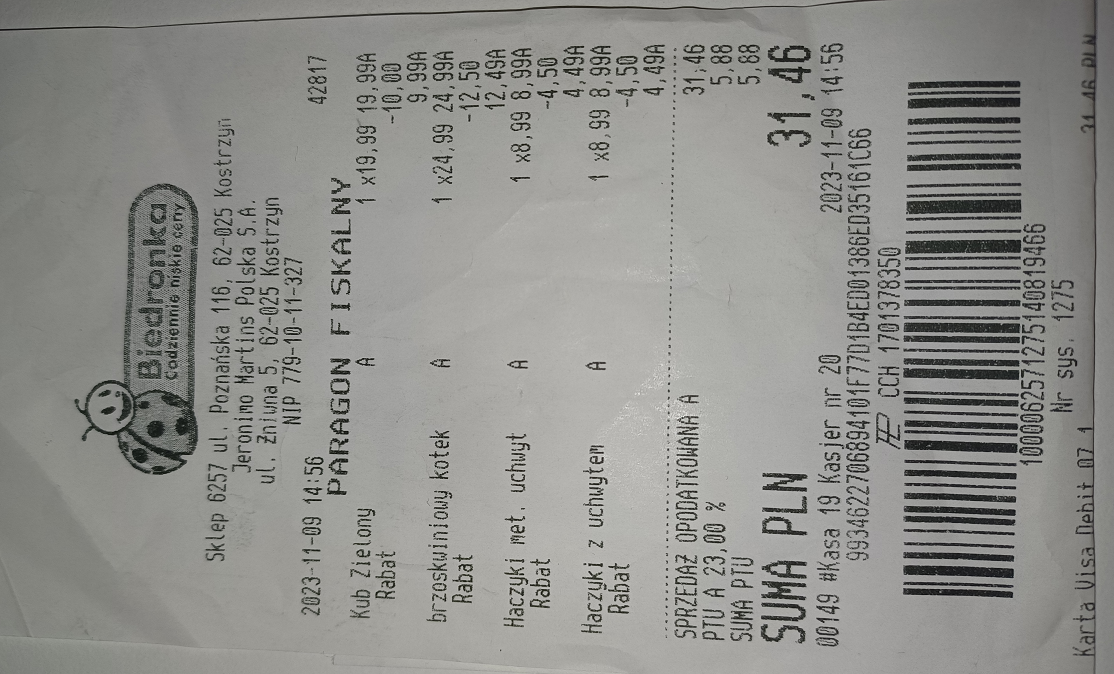 Biedronka
Codziennie niskie ceny
Sklep 6257 ul. Poznańska 116, 62-025 Kostrzyn
Jeronimo Martins Polska S.A.
ul. Żniwna 5, 62-025 Kostrzyn
NIP 779-10-11-327
2023-11-09 14:56 42817
PARAGON FISKALNY
Kub Zielony A 1 x19,99 19,99A
Rabat -10,00
9,99A
brzoskwiniowy kotek A 1 x24,99 24,99A
Rabat -12,50
12,49A
Haczyki met. uchwyt A 1 x8,99 8,99A
Rabat -4,50
4,49A
Haczyki z uchwytem A 1 x8,99 8,99A
Rabat -4,50
4,49A
SPRZEDAŻ OPODATKOWANA A 31,46
PTU A 23,00 % 5,88
SUMA PTU 5,88
SUMA PLN 31,46
00149 #Kasa 19 Kasjer nr 20 2023-11-09 14:56
9934622706894101F77D1B4ED01386ED35161C66
CCH 1701378350
1000062571275140819466
Nr sys. 1275
Karta Visa Debit 07 1 31,46 PLN